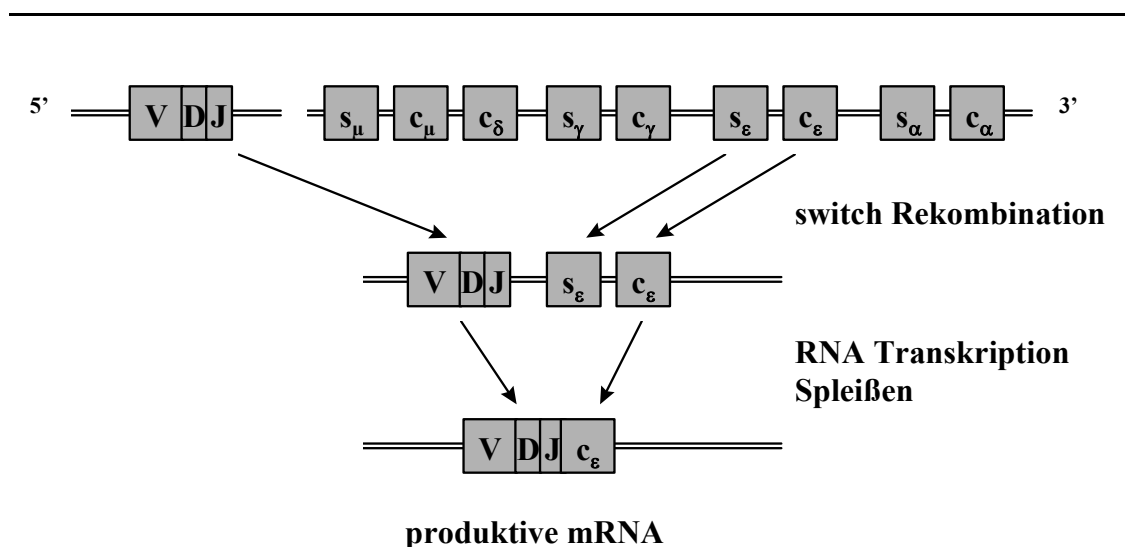 5’ V D J sμ cμ cδ sγ cγ sε cε sα cα 3’
switch Rekombination
V D J sε cε
RNA Transkription
Spleißen
V D J cε
produktive mRNA